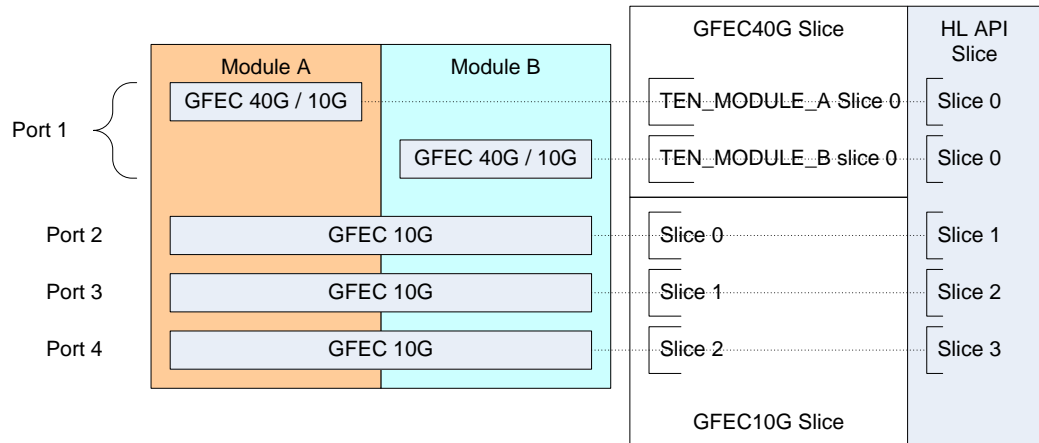 GFEC40G Slice
HL API
Slice
Module A
Module B
GFEC 40G / 10G
TEN_MODULE_A Slice 0
Slice 0
Port 1
GFEC 40G / 10G
TEN_MODULE_B slice 0
Slice 0
Port 2
GFEC 10G
Slice 0
Slice 1
Port 3
GFEC 10G
Slice 1
Slice 2
Port 4
GFEC 10G
Slice 2
Slice 3
GFEC10G Slice